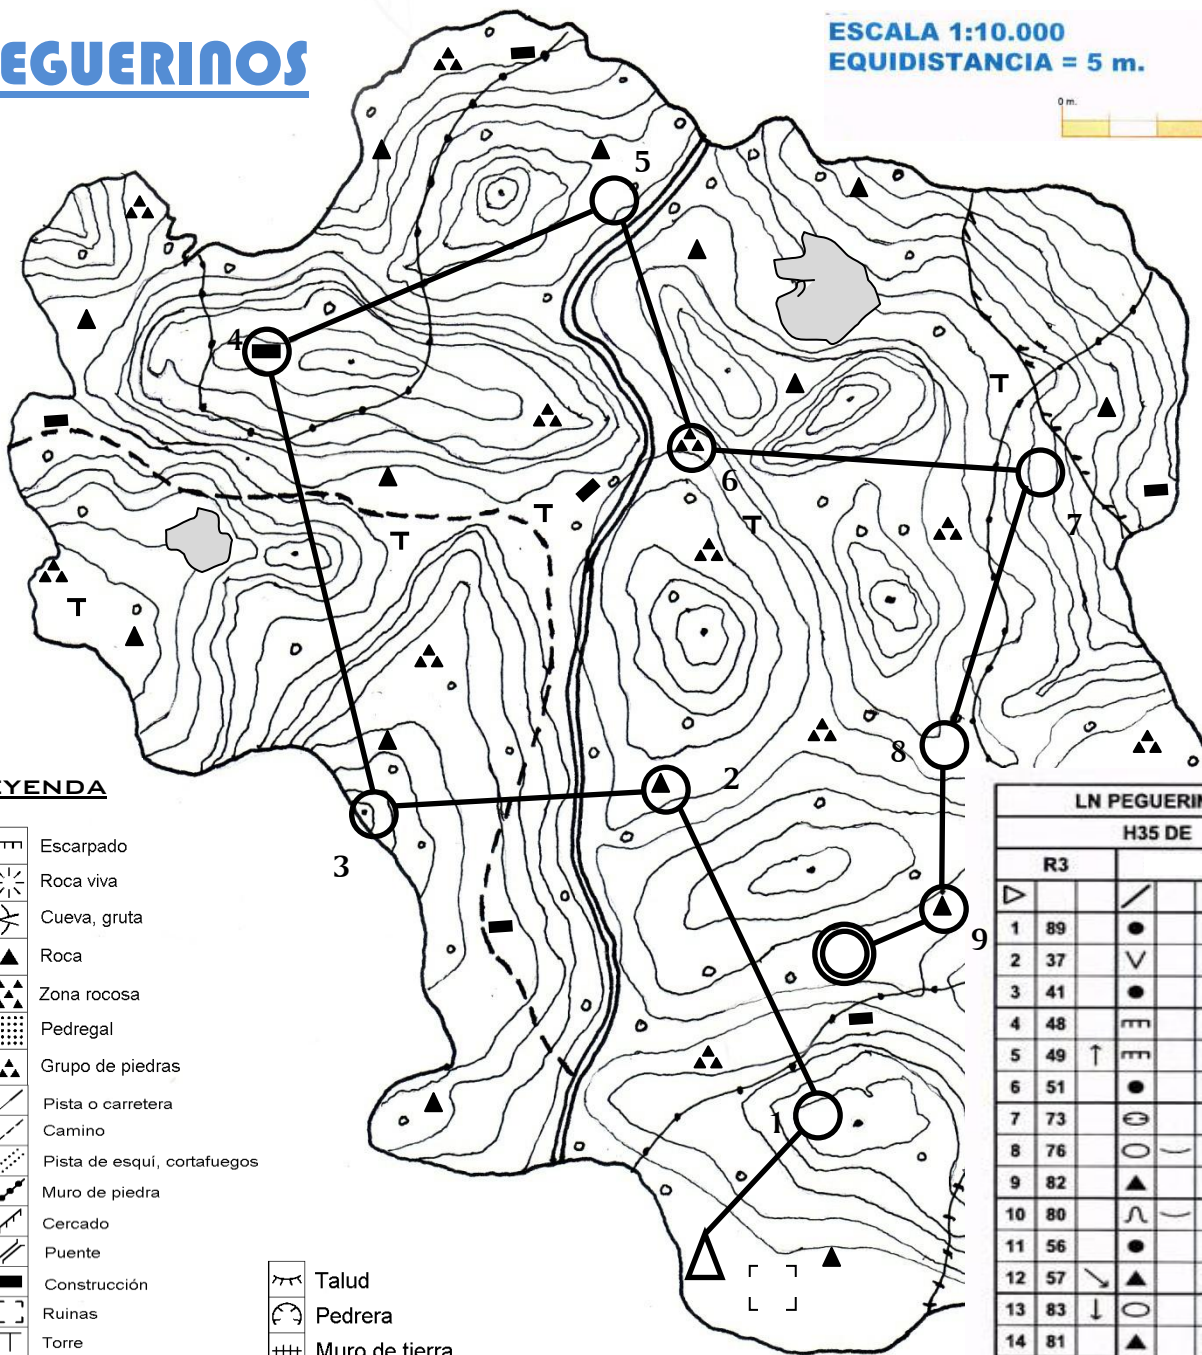 EGUERINOS
ESCALA 1:10.000
EQUIDISTANCIA = 5 m.
0 m.
5
4
6
7
8
2
3
9
1
EYENDA
Escarpado
Roca viva
Cueva, gruta
Roca
Zona rocosa
Pedregal
Grupo de piedras
Pista o carretera
Camino
Pista de esquí, cortafuegos
Muro de piedra
Cercado
Puente
Construcción
Ruinas
Torre
Talud
Pedrera
Muro de tierra
LN PEGUERIN
H35 DE
R3
1 89
2 37
3 41
4 48
5 49 ↑
6 51
7 73
8 76
9 82
10 80
11 56
12 57 ↘
13 83 ↓
14 81